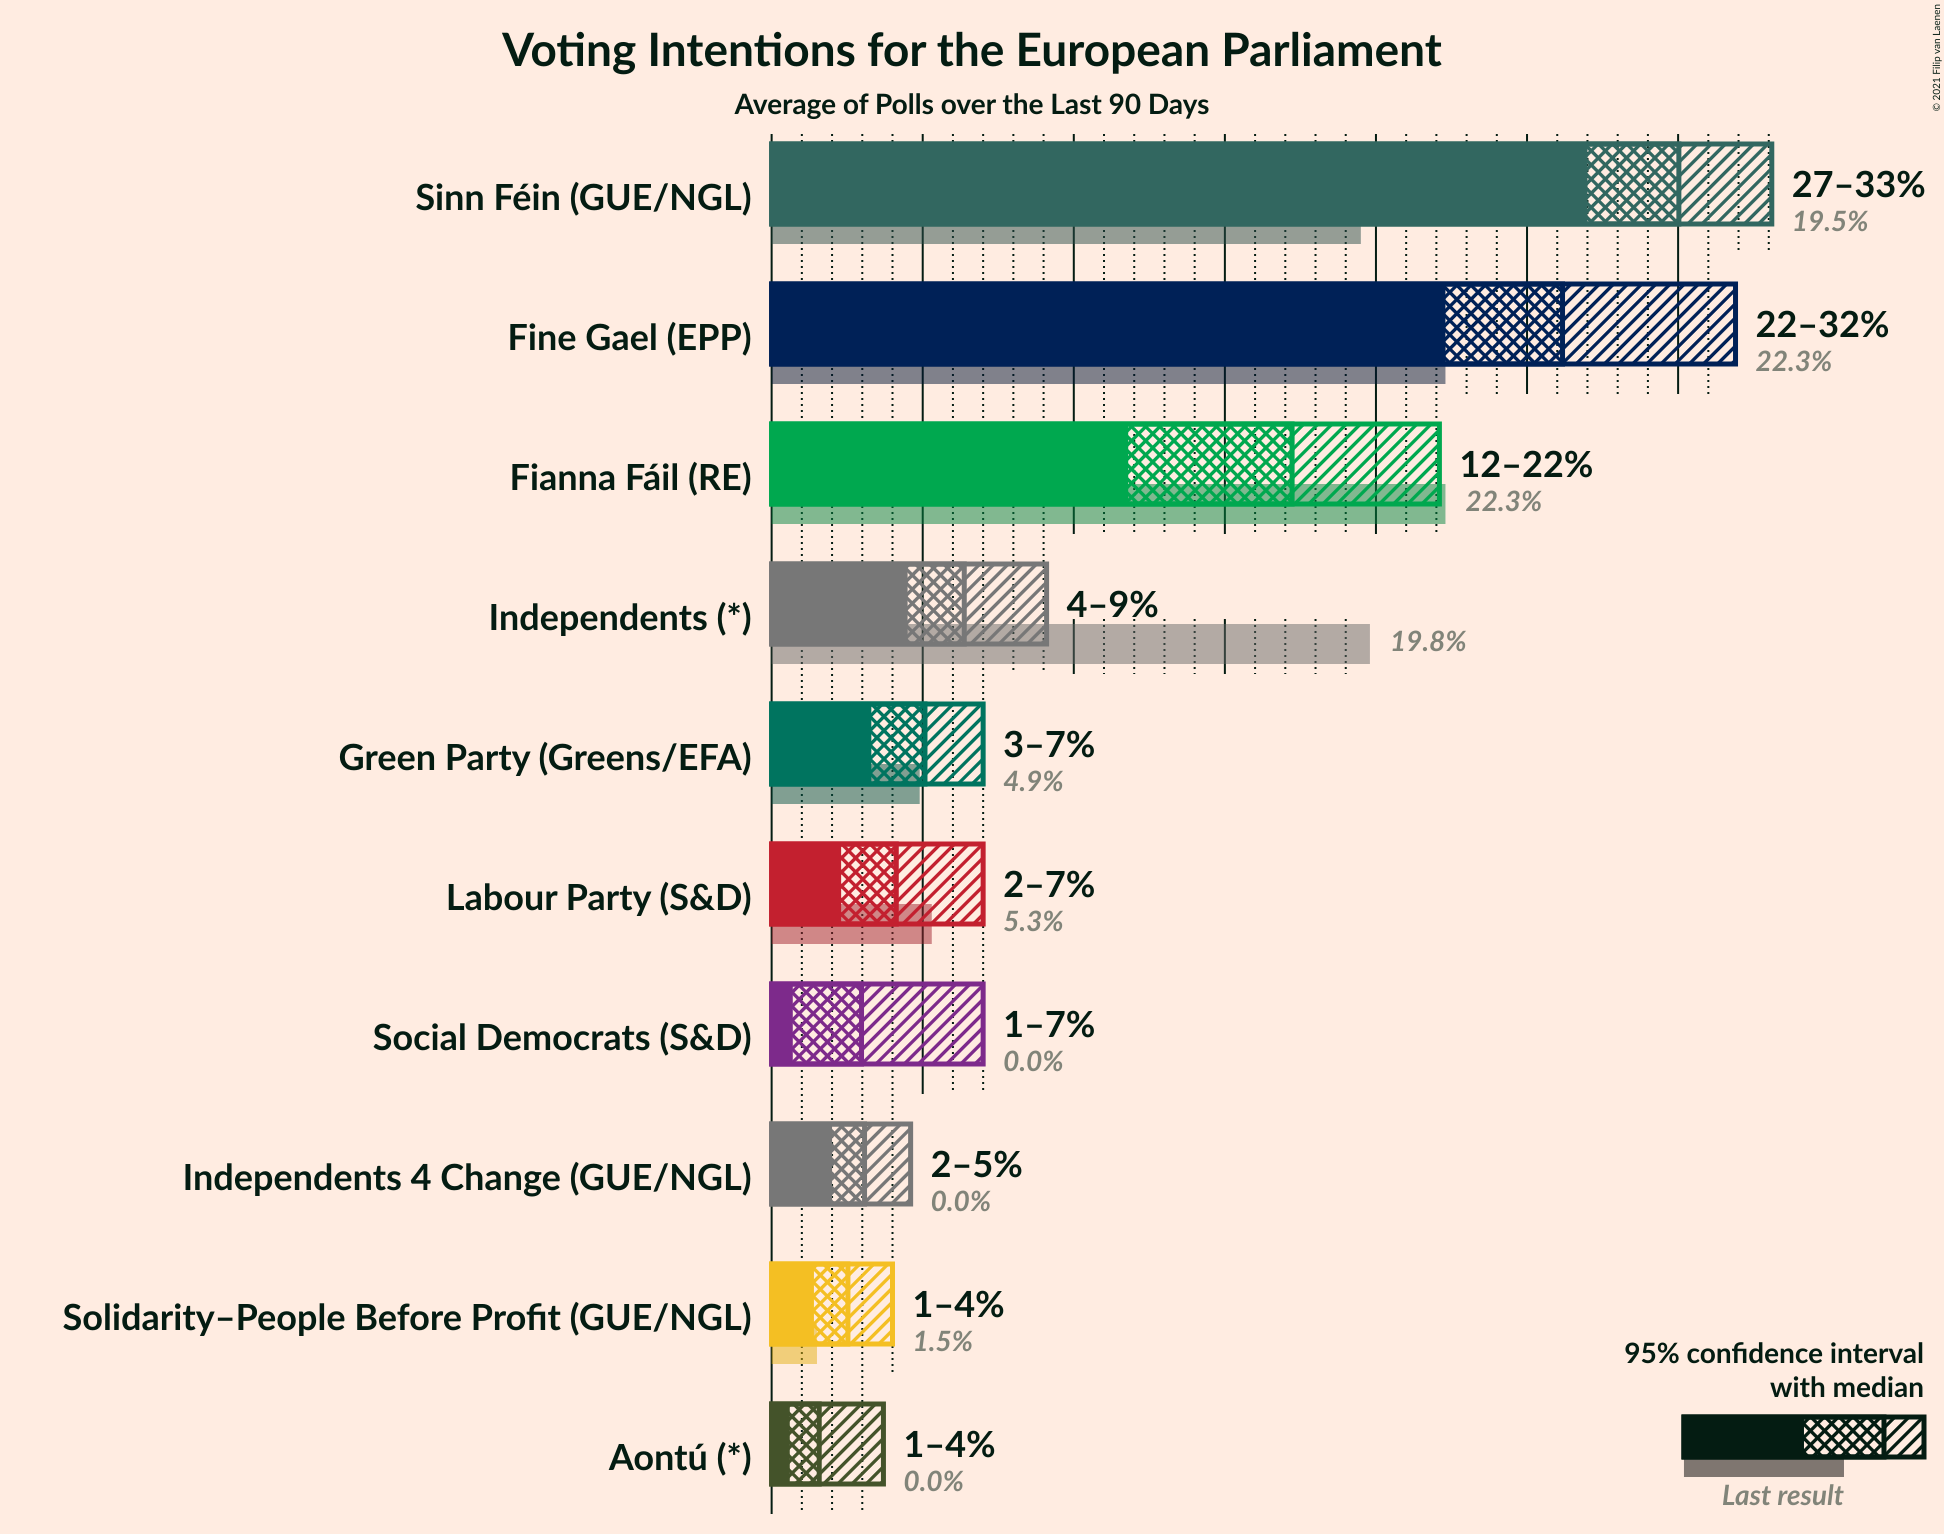 Voting Intentions for the European Parliament
Average of Polls over the Last 90 Days
© 2021 Filip van Laenen
Sinn Féin (GUE/NGL)
27–33%
19.5%
Fine Gael (EPP)
22–32%
22.3%
Fianna Fáil (RE)
12–22%
22.3%
Independents (*)
4–9%
19.8%
Green Party (Greens/EFA)
3–7%
4.9%
Labour Party (S&D)
2–7%
5.3%
Social Democrats (S&D)
1–7%
0.0%
Independents 4 Change (GUE/NGL)
2–5%
0.0%
Solidarity–People Before Profit (GUE/NGL)
1–4%
1.5%
Aontú (*)
1–4%
0.0%
95% confidence interval
with median
Last result